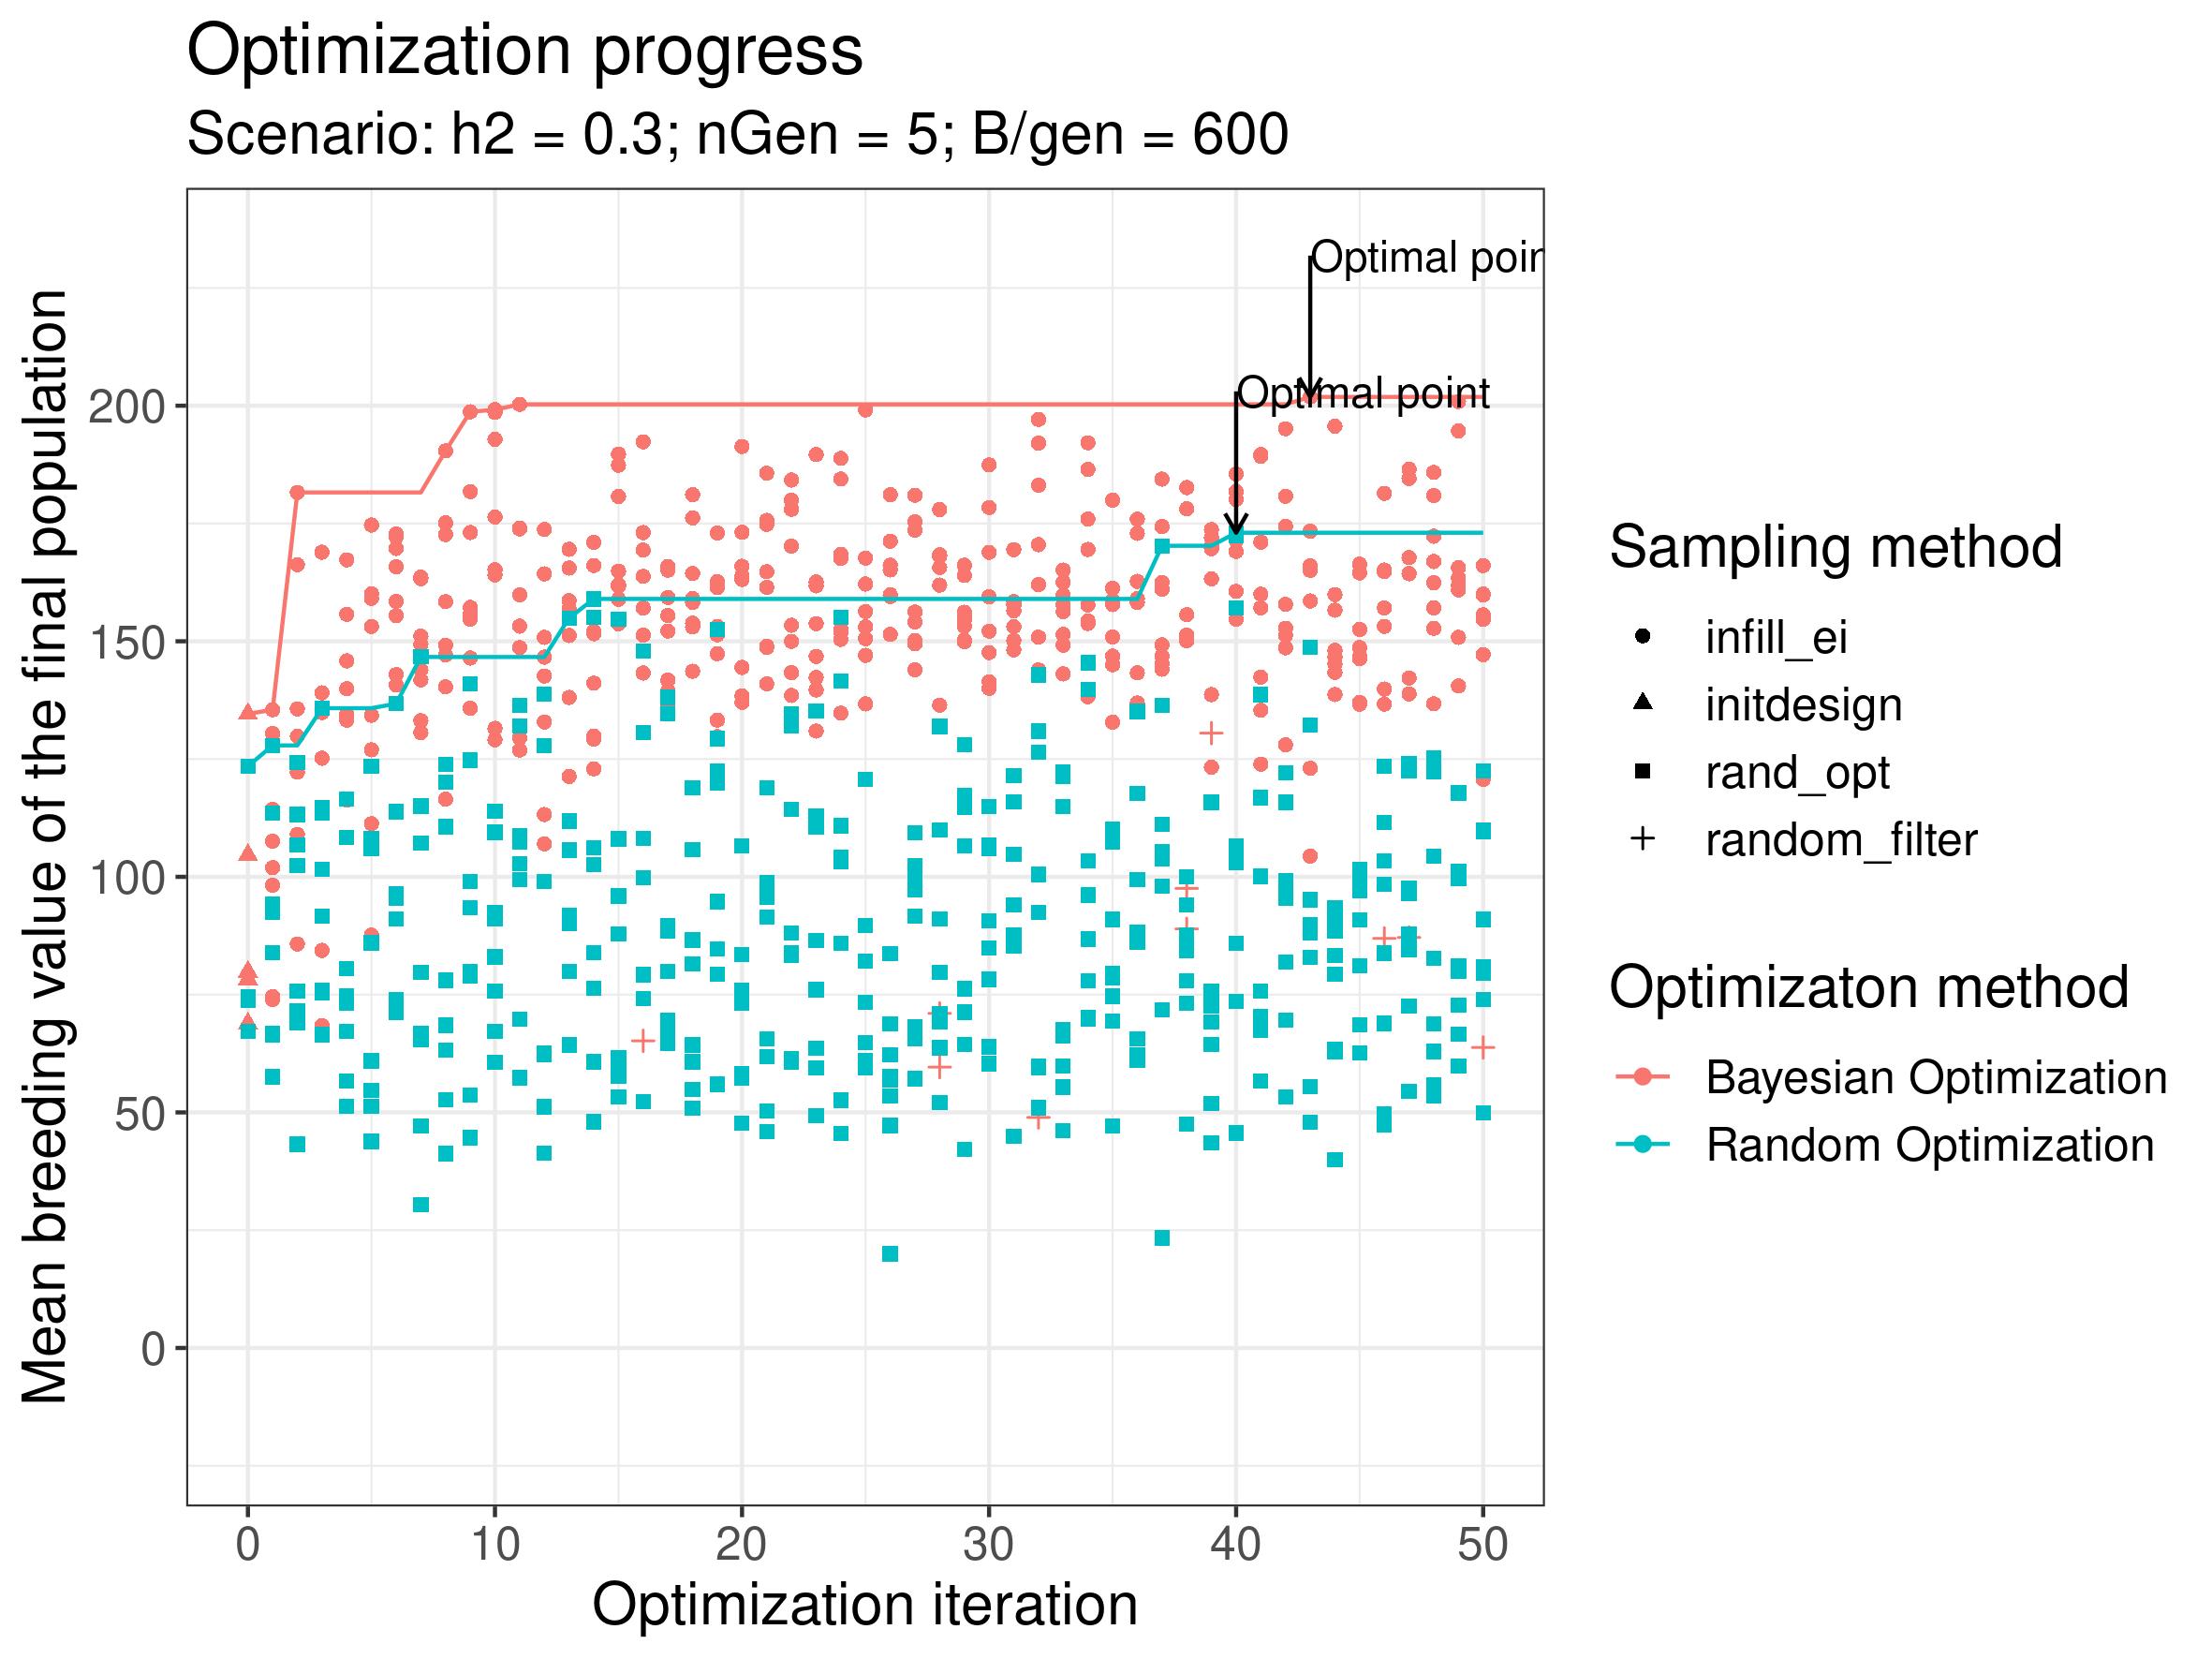 Optimization progress
Scenario: h2 = 0.3; nGen = 5; B/gen = 600
Mean breeding value of the final population
200
150
100
50
0
Optimal poin
Optimal point
0 10 20 30 40 50
Optimization iteration
Sampling method
infill_ei
initdesign
rand_opt
random_filter
Optimizaton method
Bayesian Optimization
Random Optimization